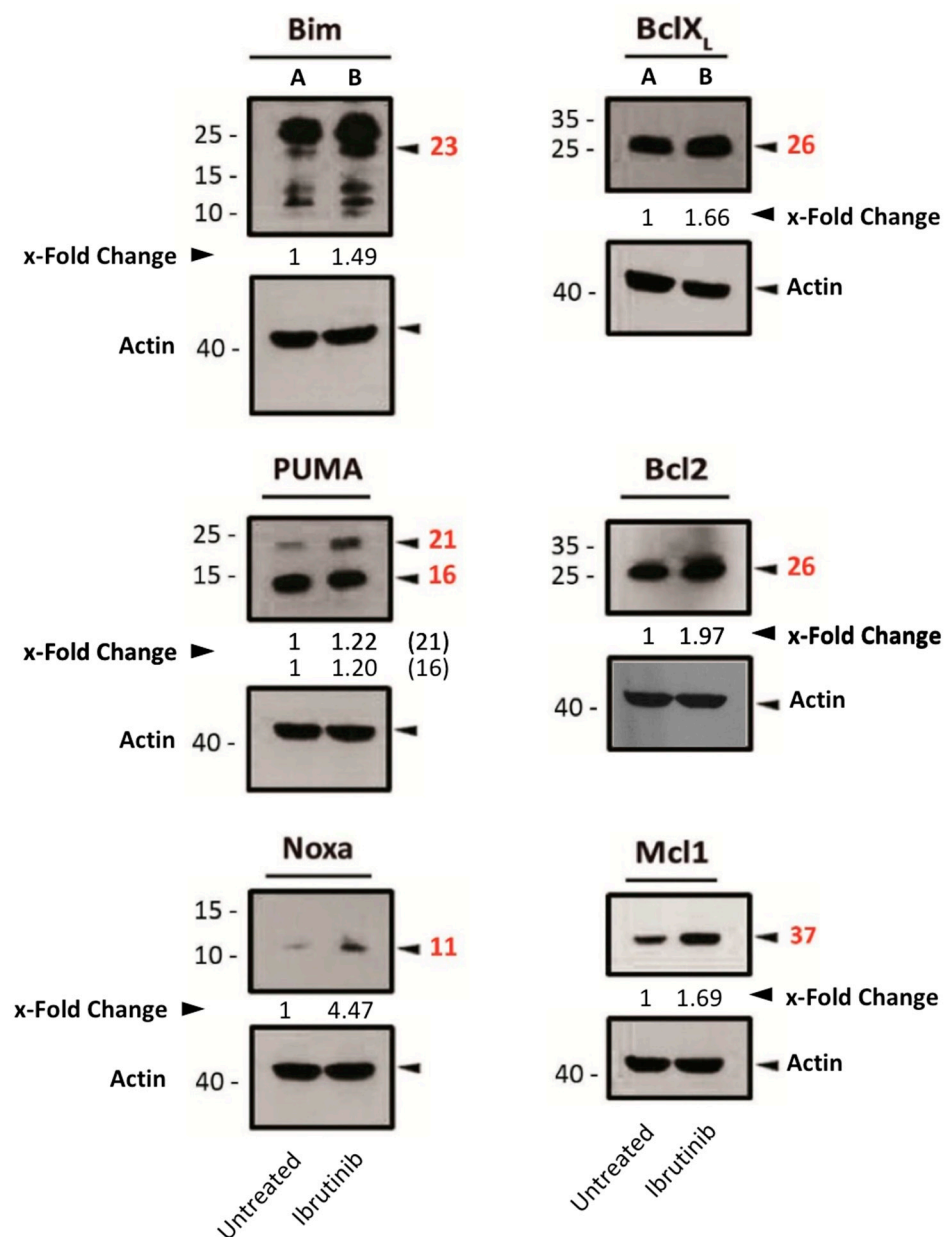 Bim
A B
25 -
23
15 -
10 -
x-Fold Change 1 1.49
Actin 40 -
PUMA
25 -
21
15 -
16
x-Fold Change
1 1.22 (21)
1 1.20 (16)
Actin 40 -
Noxa
15 -
10 -
11
x-Fold Change 1 4.47
Actin 40 -
Untreated
Ibrutinib
BclXL
A B
35 -
25 -
26
1 1.66 x-Fold Change
40 - Actin
Bcl2
35 -
25 -
26
1 1.97 x-Fold Change
40 - Actin
Mcl1
37
1 1.69 x-Fold Change
40 - Actin
Untreated
Ibrutinib